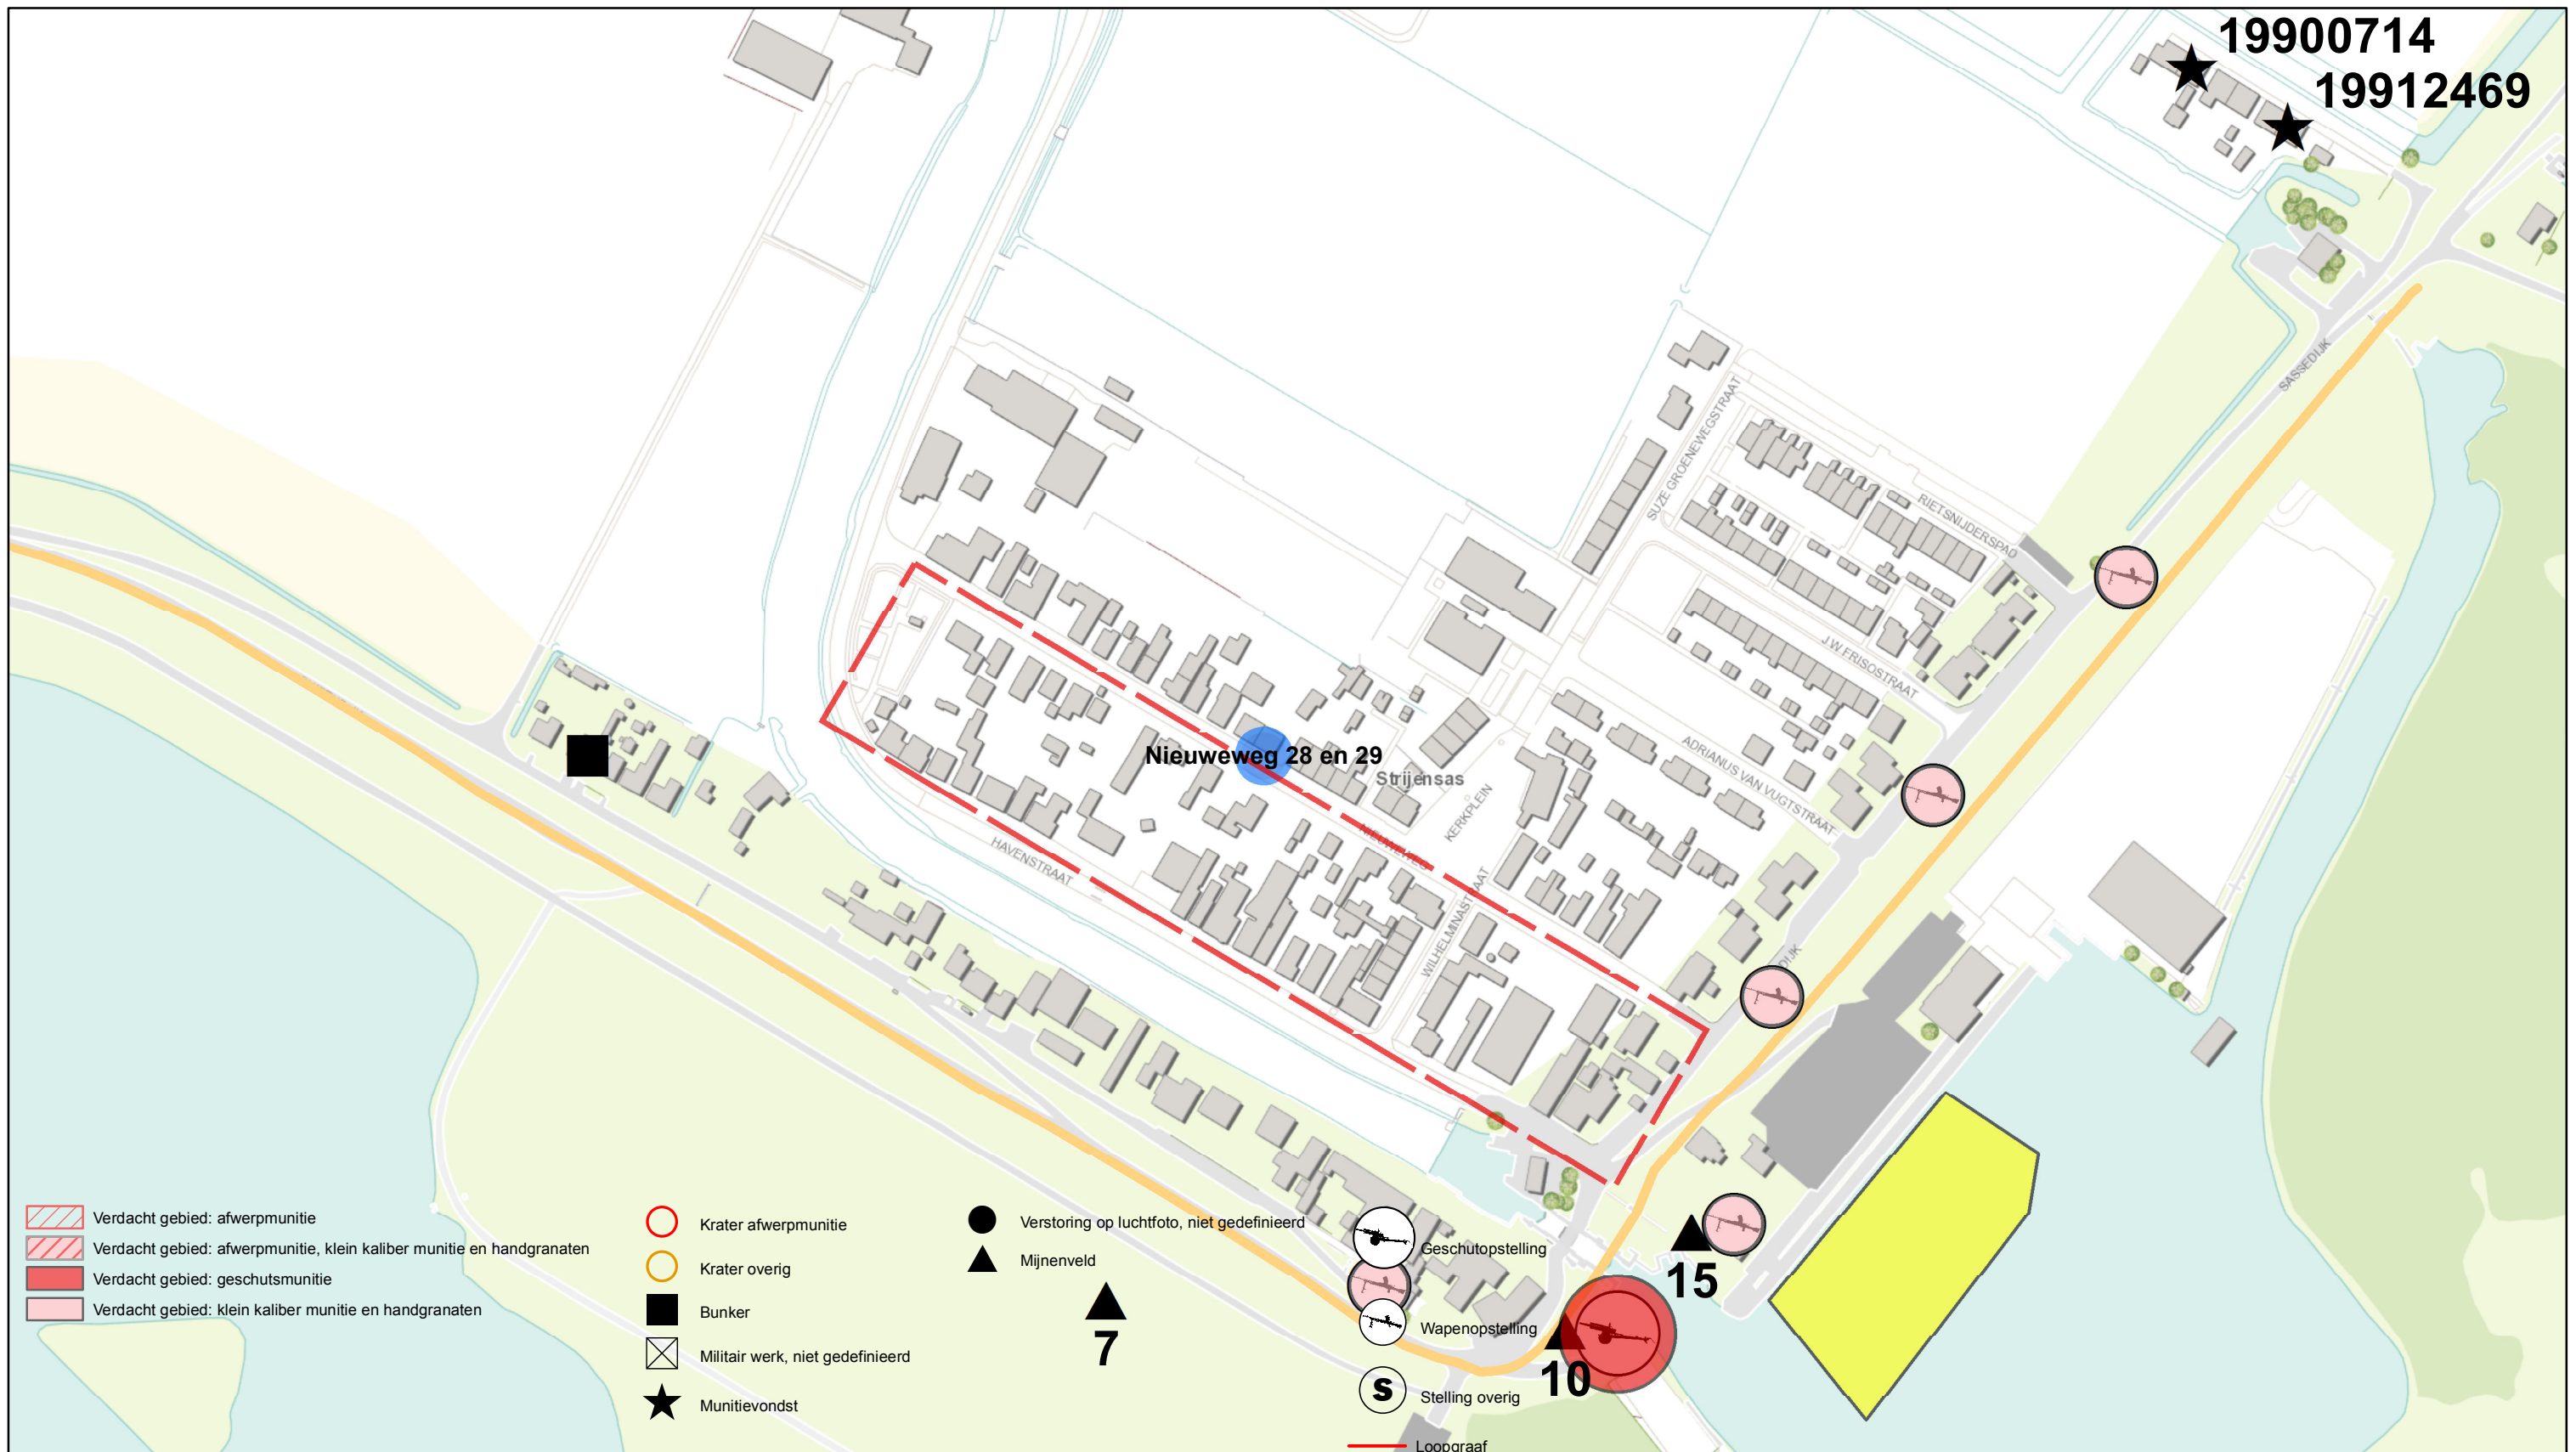 19900714
19912469
SASSEDIJK
SUZE GROENEWEGSTRAAT
RIETSNIJDERSPAD
J.W.FRISOSTRAAT
ADRIANUS VAN VUGTSTRAAT
Nieuweweg 28 en 29
Strijensas
KERKPLEIN
NIEUWEWEG
HAVENSTRAAT
WILHELMINASTRAAT
DIJK
Verdacht gebied: afwerpmunitie
Verdacht gebied: afwerpmunitie, klein kaliber munitie en handgranaten
Verdacht gebied: geschutsmunitie
Verdacht gebied: klein kaliber munitie en handgranaten
Krater afwerpmunitie
Krater overig
Bunker
Militair werk, niet gedefinieerd
Munitievondst
Verstoring op luchtfoto, niet gedefinieerd
Mijnenveld
7
Geschutopstelling
Wapenopstelling
S
Stelling overig
Loopgraaf
15
10